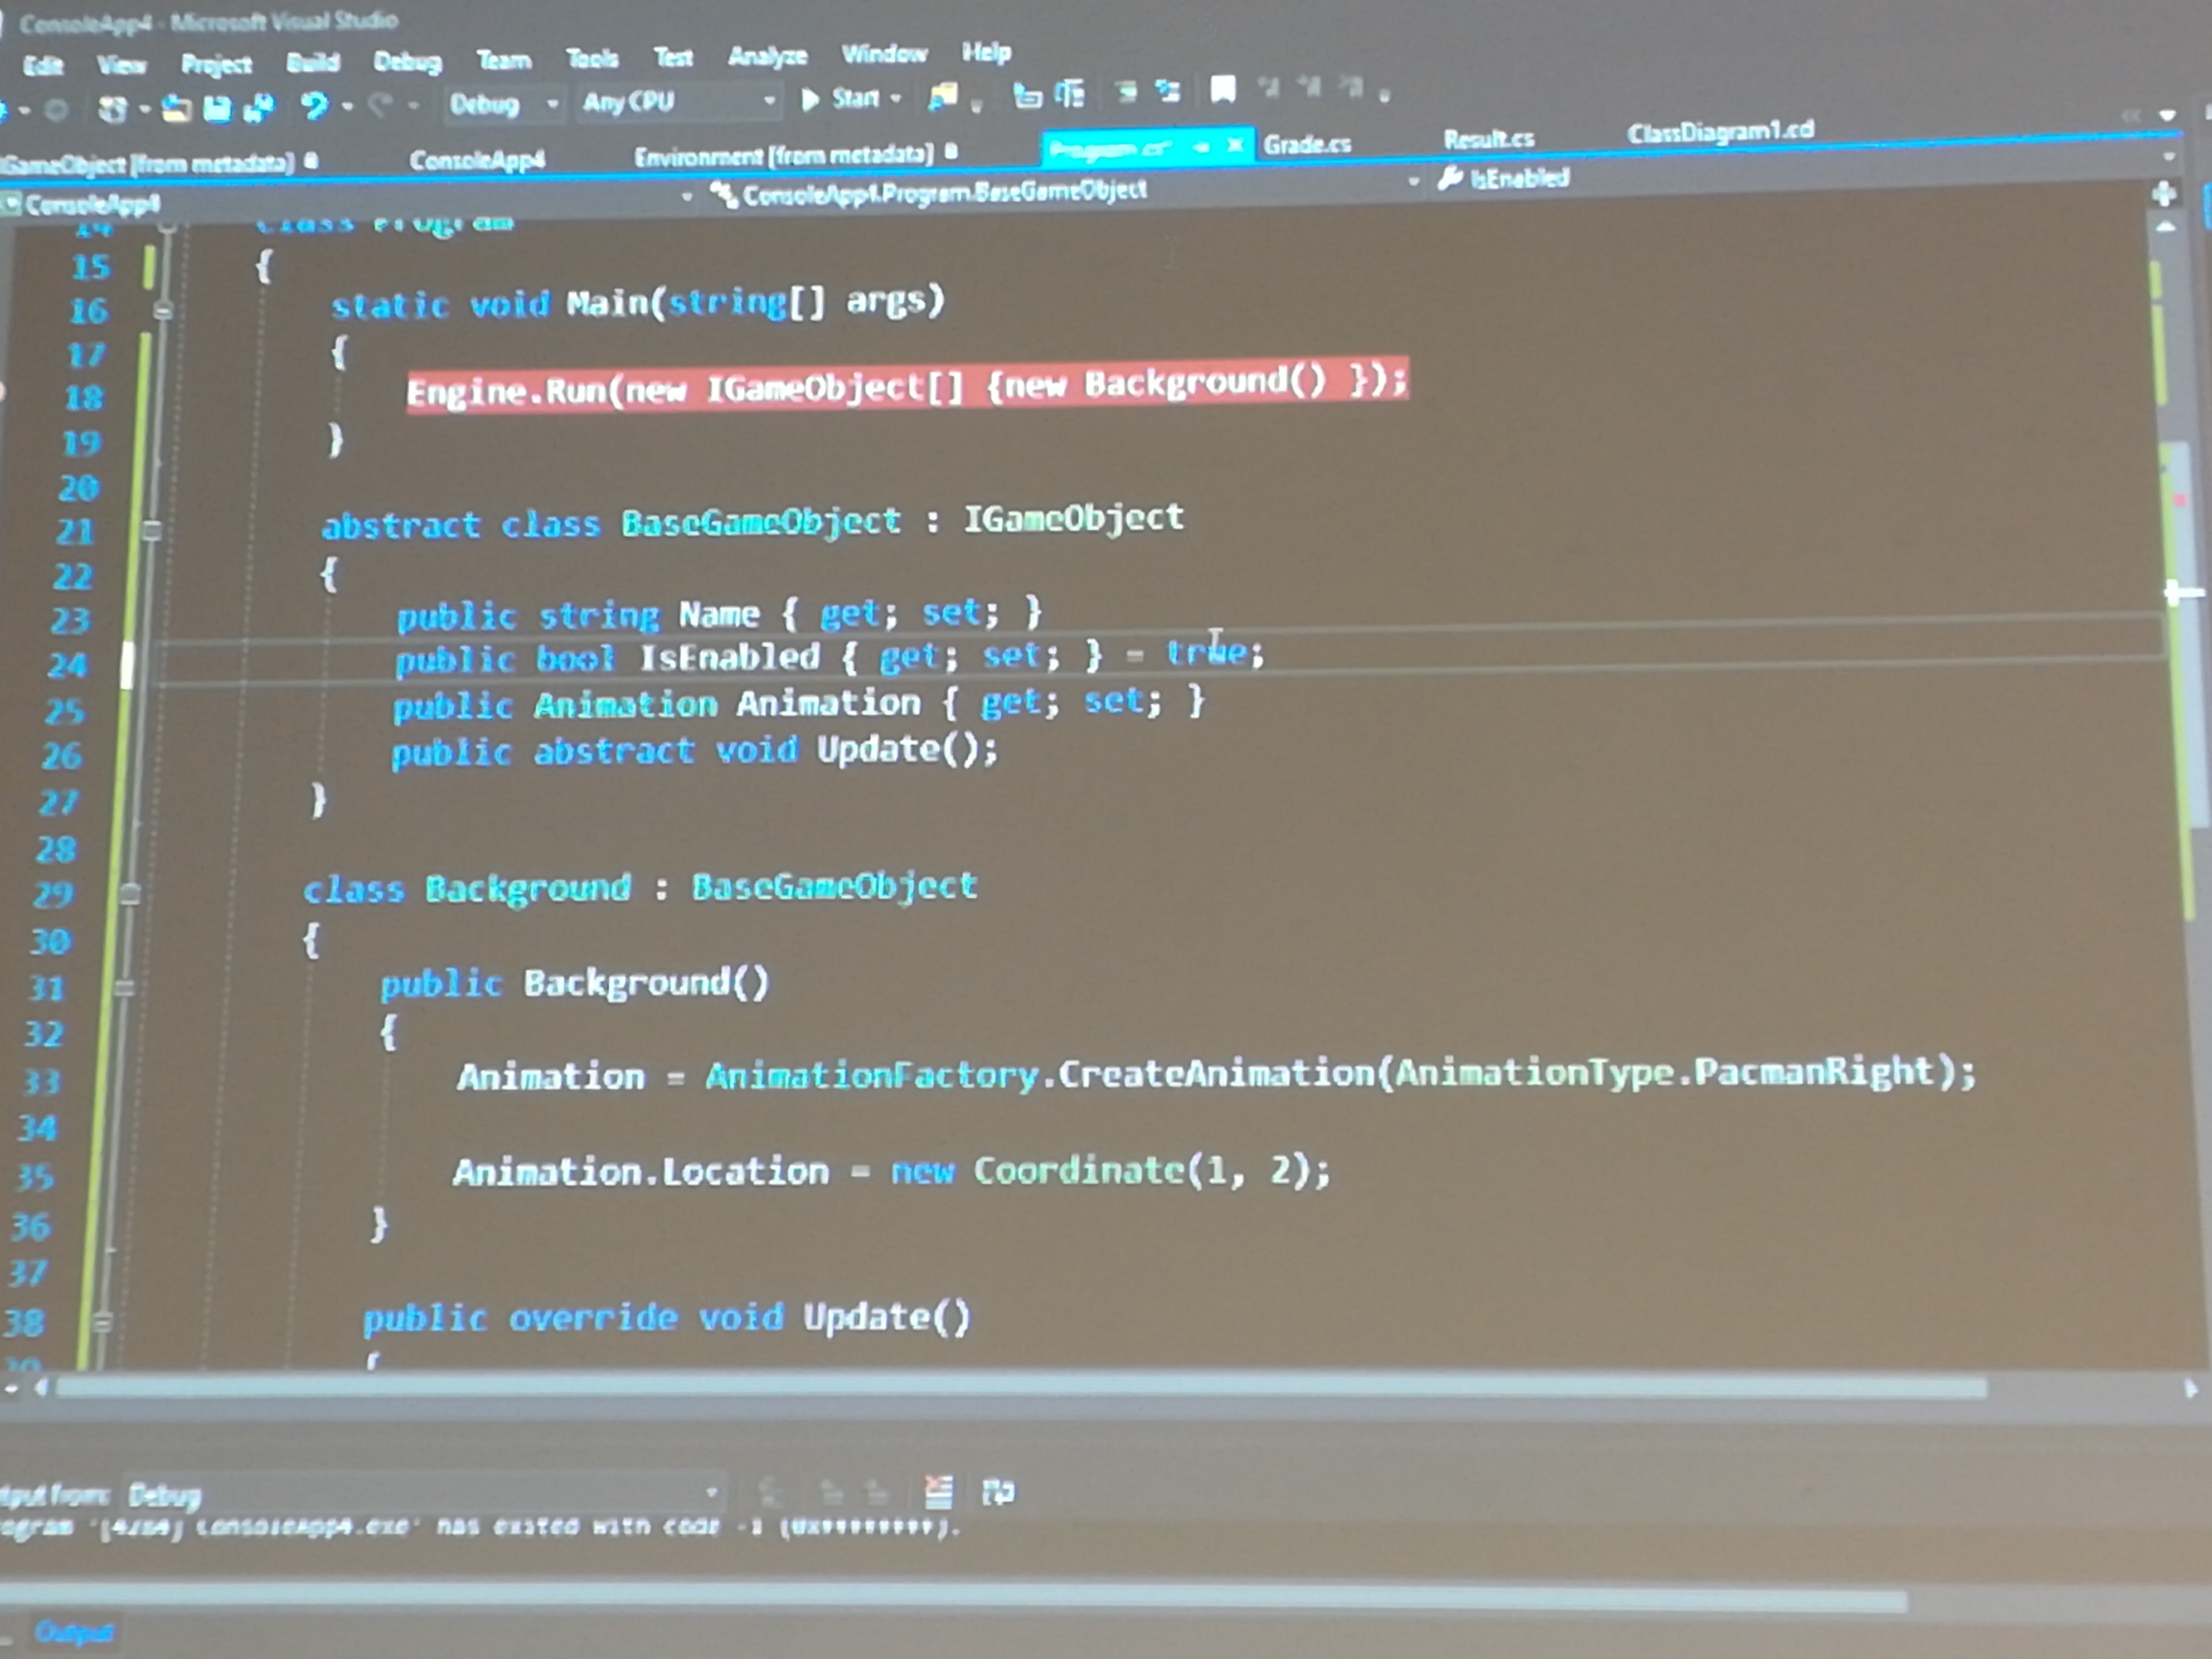 ConsoleApp4 - Microsoft Visual Studio
Edit View Project Build Debug Team Tools Test Analyze Window Help
Debug Any CPU Start
GameObject [from metadata] ConsoleApp4 Environment [from metadata] Program.cs* Grade.cs Result.cs ClassDiagram1.cd
ConsoleApp4 ConsoleApp4.Program.BaseGameObject IsEnabled
14 class Program
15 {
16 static void Main(string[] args)
17 {
18 Engine.Run(new IGameObject[] {new Background() });
19 }
20
21 abstract class BaseGameObject : IGameObject
22 {
23 public string Name { get; set; }
24 public bool IsEnabled { get; set; } = true;
25 public Animation Animation { get; set; }
26 public abstract void Update();
27 }
28
29 class Background : BaseGameObject
30 {
31 public Background()
32 {
33 Animation = AnimationFactory.CreateAnimation(AnimationType.PacmanRight);
34
35 Animation.Location = new Coordinate(1, 2);
36 }
37
38 public override void Update()
39 {
tput from: Debug
ogram ConsoleApp4.exe' has exited with code -1
Output